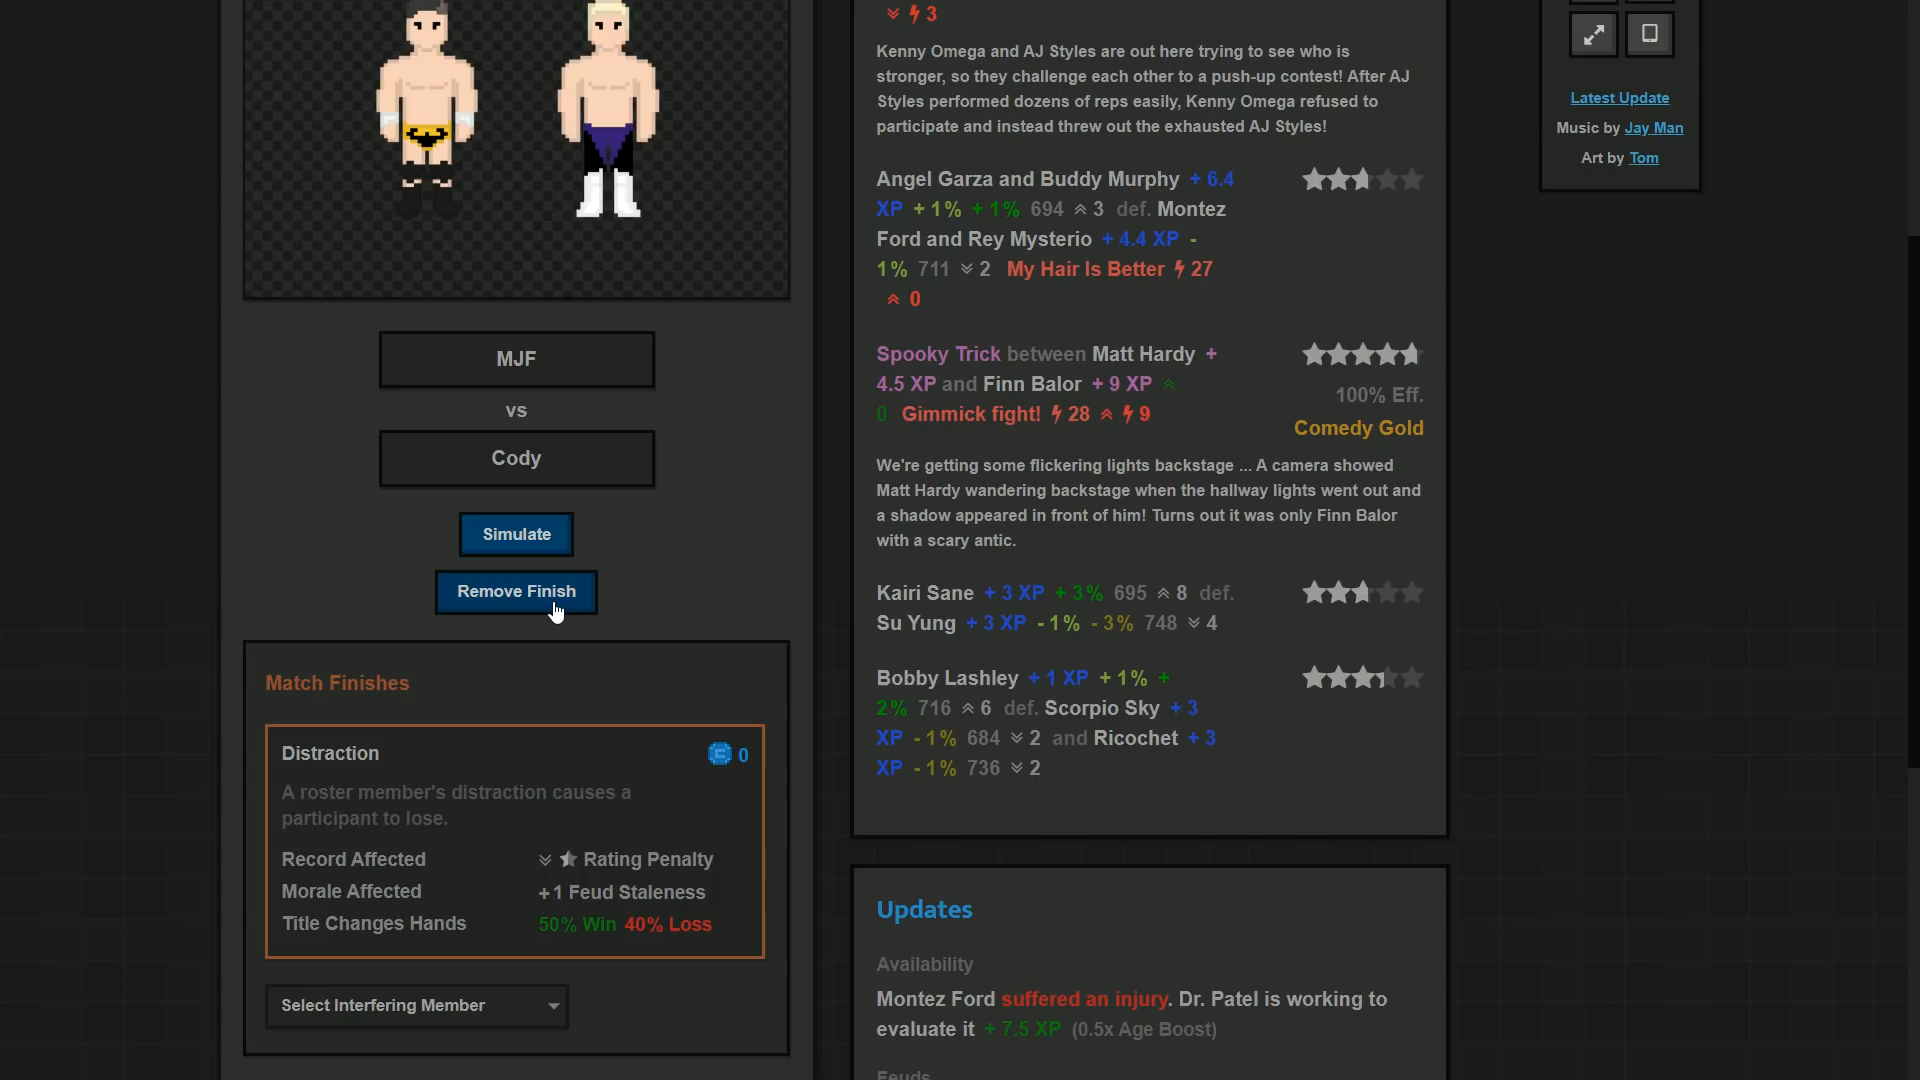 MJF
vs
Cody
Simulate
Remove Finish
Match Finishes
Distraction
0
A roster member's distraction causes a
participant to lose.
Record Affected
Rating Penalty
Morale Affected
+1 Feud Staleness
Title Changes Hands
50% Win 40% Loss
Select Interfering Member
3
Kenny Omega and AJ Styles are out here trying to see who is
stronger, so they challenge each other to a push-up contest! After AJ
Styles performed dozens of reps easily, Kenny Omega refused to
participate and instead threw out the exhausted AJ Styles!
Angel Garza and Buddy Murphy + 6.4
XP + 1% + 1% 694 3 def. Montez
Ford and Rey Mysterio + 4.4 XP -
1% 711 2 My Hair Is Better 27
0
Spooky Trick between Matt Hardy +
4.5 XP and Finn Balor + 9 XP
0 Gimmick fight! 28 9
100% Eff.
Comedy Gold
We're getting some flickering lights backstage ... A camera showed
Matt Hardy wandering backstage when the hallway lights went out and
a shadow appeared in front of him! Turns out it was only Finn Balor
with a scary antic.
Kairi Sane + 3 XP + 3% 695 8 def.
Su Yung + 3 XP - 1% - 3% 748 4
Bobby Lashley + 1 XP + 1% +
2% 716 6 def. Scorpio Sky + 3
XP - 1% 684 2 and Ricochet + 3
XP - 1% 736 2
Updates
Availability
Montez Ford suffered an injury. Dr. Patel is working to
evaluate it + 7.5 XP (0.5x Age Boost)
Feuds
Latest Update
Music by Jay Man
Art by Tom